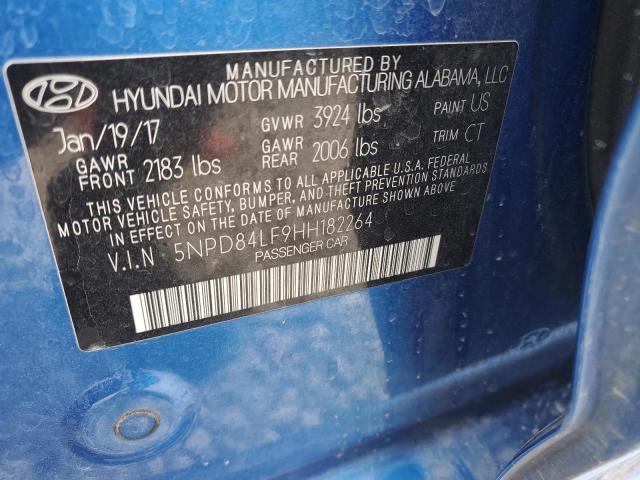 MANUFACTURED BY
HYUNDAI MOTOR MANUFACTURING ALABAMA, LLC
Jan/19/17 GVWR 3924 lbs PAINT US
GAWR FRONT 2183 lbs GAWR REAR 2006 lbs TRIM CT
THIS VEHICLE CONFORMS TO ALL APPLICABLE U.S.A. FEDERAL
MOTOR VEHICLE SAFETY, BUMPER, AND THEFT PREVENTION STANDARDS
IN EFFECT ON THE DATE OF MANUFACTURE SHOWN ABOVE
V.I.N 5NPD84LF9HH182264
PASSENGER CAR